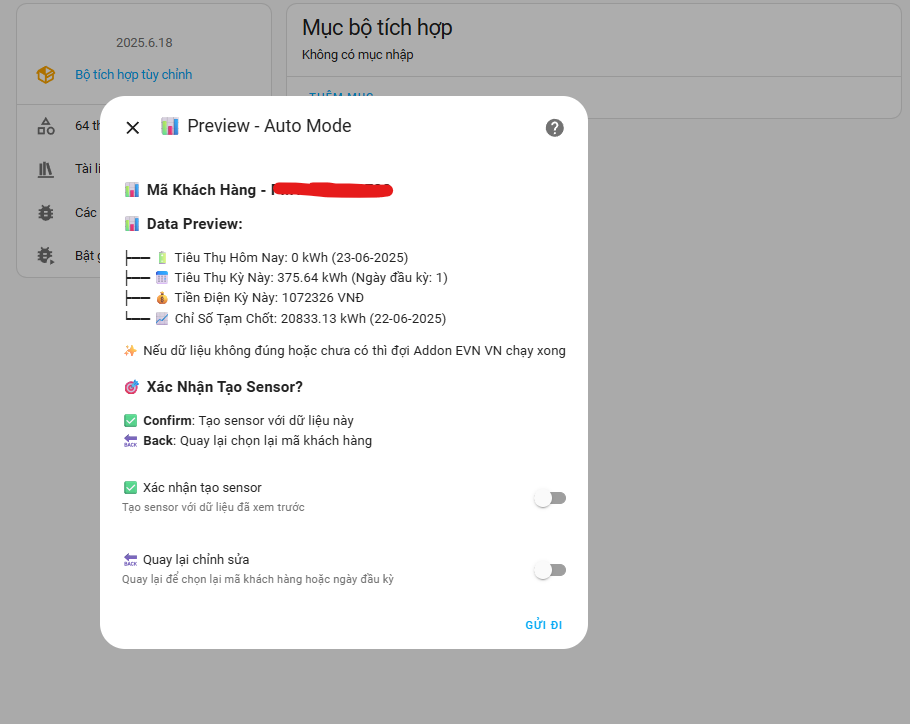 2025.6.18
Bộ tích hợp tùy chỉnh
64 th
Tài li
Các
Bật g
Mục bộ tích hợp
Không có mục nhập
THÊM MỤC
Preview - Auto Mode
Mã Khách Hàng -
Data Preview:
Tiêu Thụ Hôm Nay: 0 kWh (23-06-2025)
Tiêu Thụ Kỳ Này: 375.64 kWh (Ngày đầu kỳ: 1)
Tiền Điện Kỳ Này: 1072326 VNĐ
Chỉ Số Tạm Chốt: 20833.13 kWh (22-06-2025)
Nếu dữ liệu không đúng hoặc chưa có thì đợi Addon EVN VN chạy xong
Xác Nhận Tạo Sensor?
Confirm: Tạo sensor với dữ liệu này
BACK Back: Quay lại chọn lại mã khách hàng
Xác nhận tạo sensor
Tạo sensor với dữ liệu đã xem trước
BACK Quay lại chỉnh sửa
Quay lại để chọn lại mã khách hàng hoặc ngày đầu kỳ
GỬI ĐI